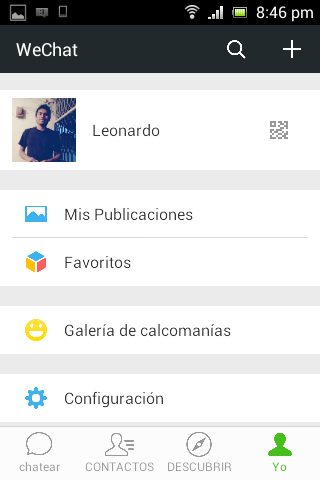 8:46 pm
WeChat
Leonardo
Mis Publicaciones
Favoritos
Galería de calcomanías
Configuración
chatear
CONTACTOS
DESCUBRIR
Yo